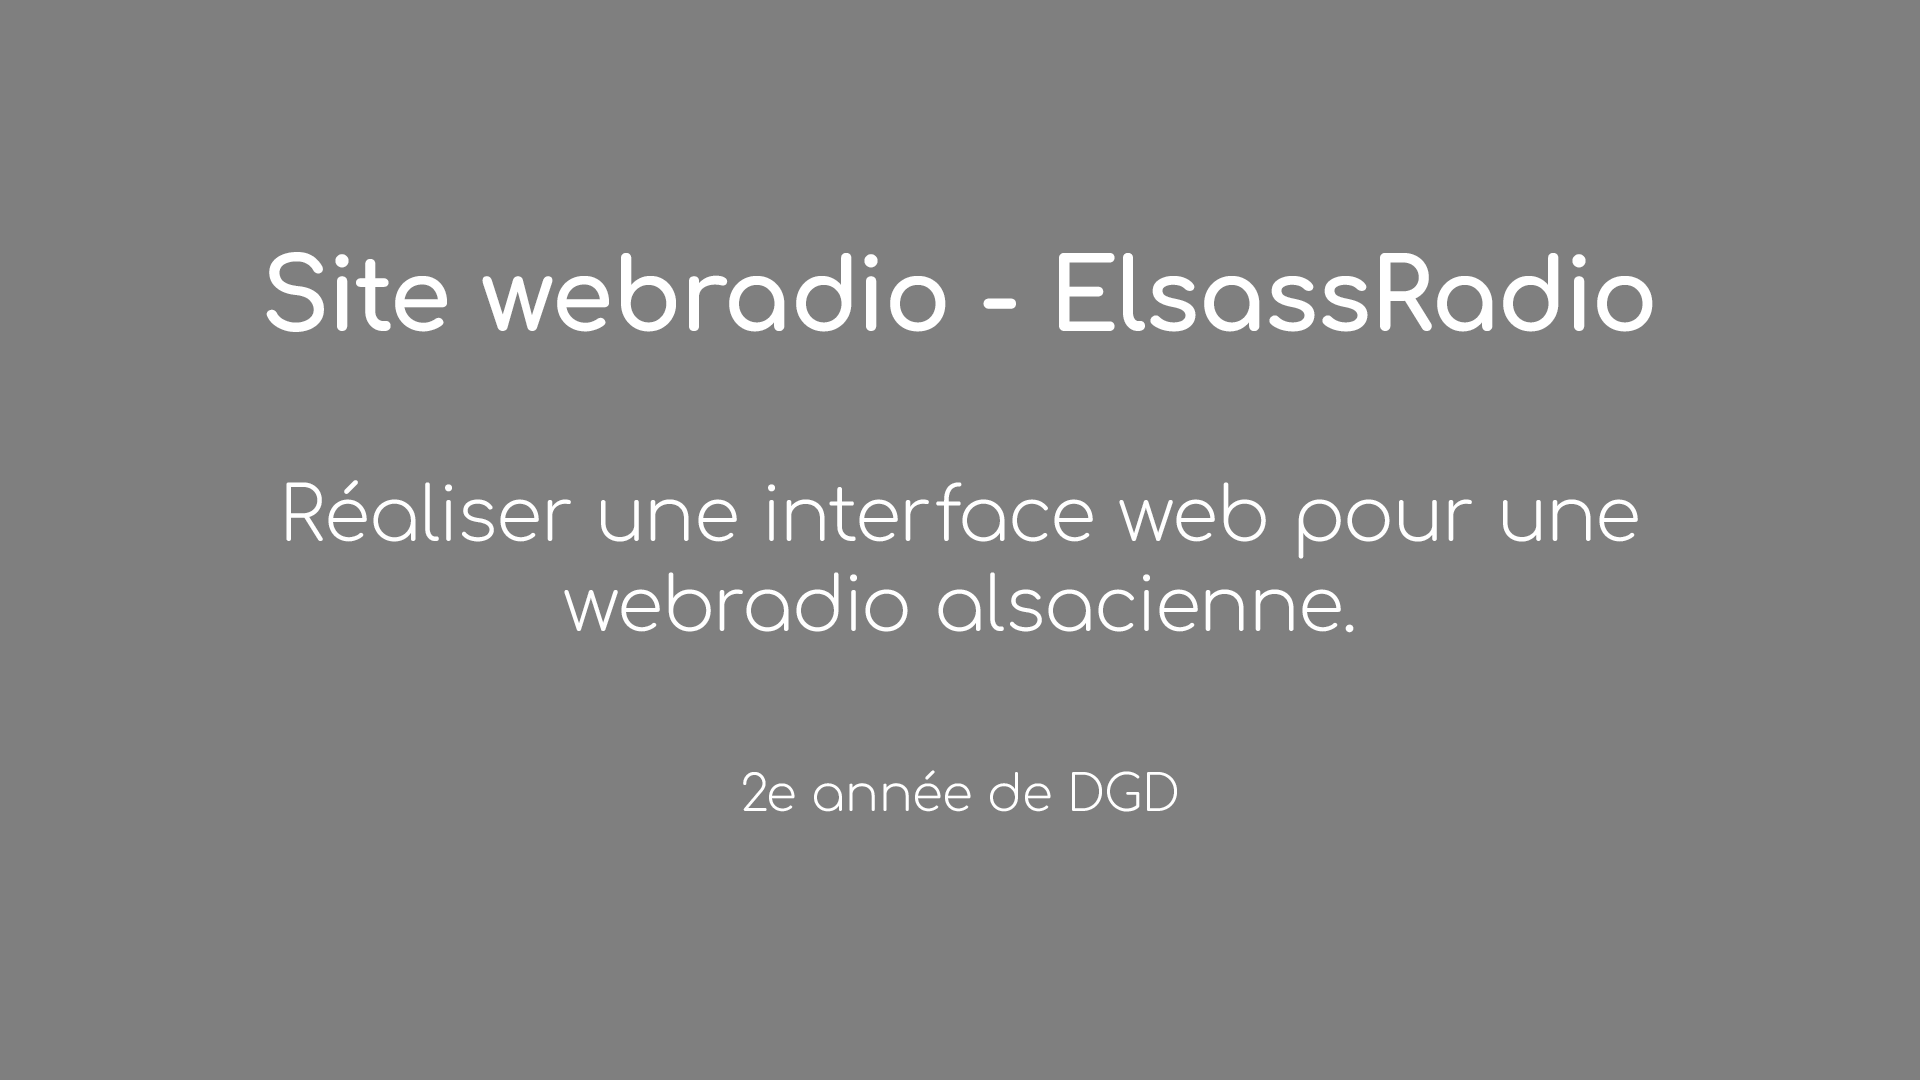 Site webradio - ElsassRadio
Réaliser une interface web pour une
webradio alsacienne.
2e année de DGD